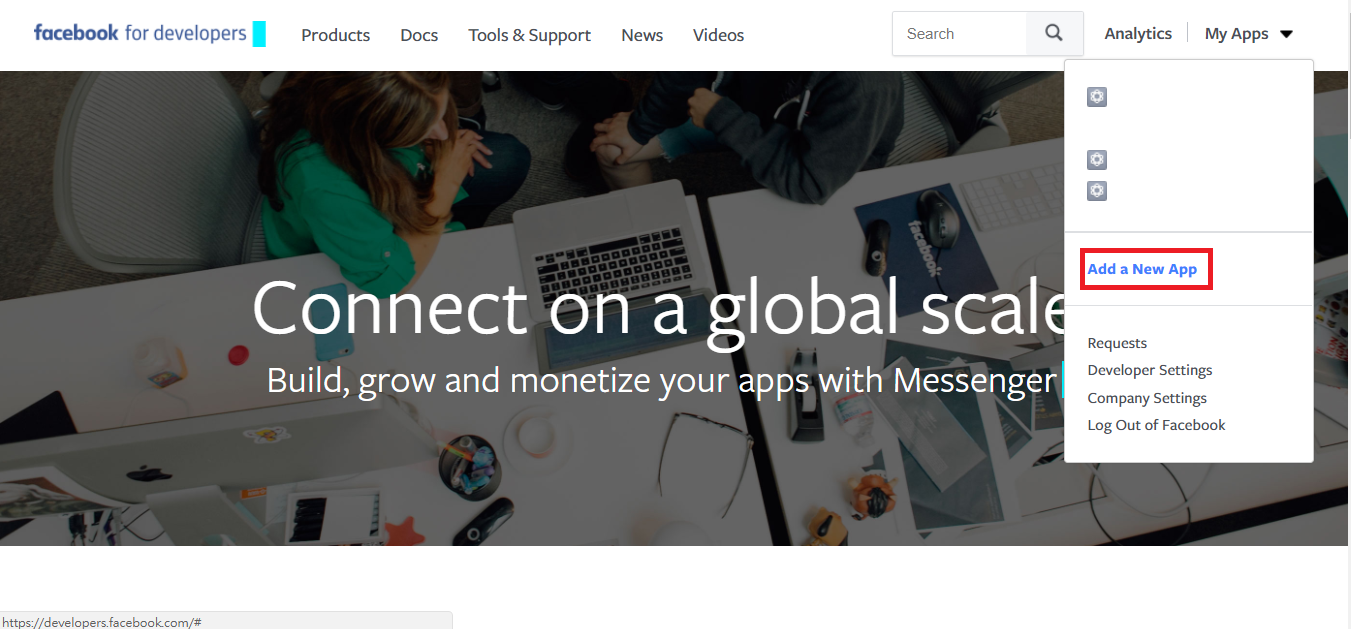 facebook for developers
Products Docs Tools & Support News Videos
Search
Analytics My Apps
Add a New App
Requests
Developer Settings
Company Settings
Log Out of Facebook
Connect on a global scale
Build, grow and monetize your apps with Messenger
facebook
https://developers.facebook.com/#